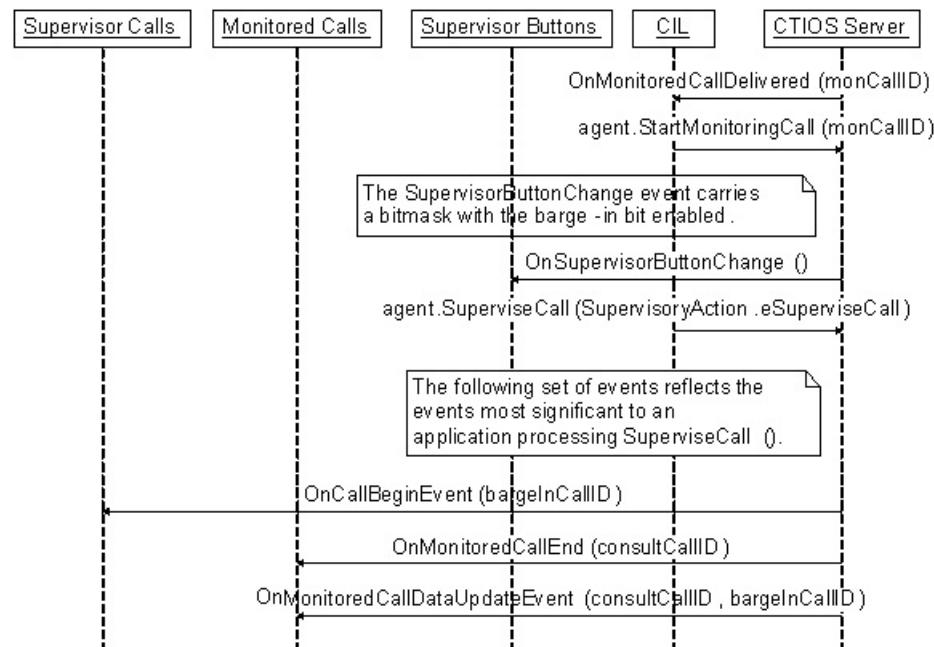 Supervisor Calls
Monitored Calls
Supervisor Buttons
CIL
CTIOS Server
OnMonitoredCallDelivered (monCallID)
agent.StartMonitoringCall (monCallID)
The SupervisorButtonChange event carries
a bitmask with the barge -in bit enabled .
OnSupervisorButtonChange ()
agent.SuperviseCall (SupervisoryAction .eSuperviseCall )
The following set of events reflects the
events most significant to an
application processing SuperviseCall ().
OnCallBeginEvent (bargeInCallID )
OnMonitoredCallEnd (consultCallID )
OnMonitoredCallDataUpdateEvent (consultCallID , bargeInCallID )